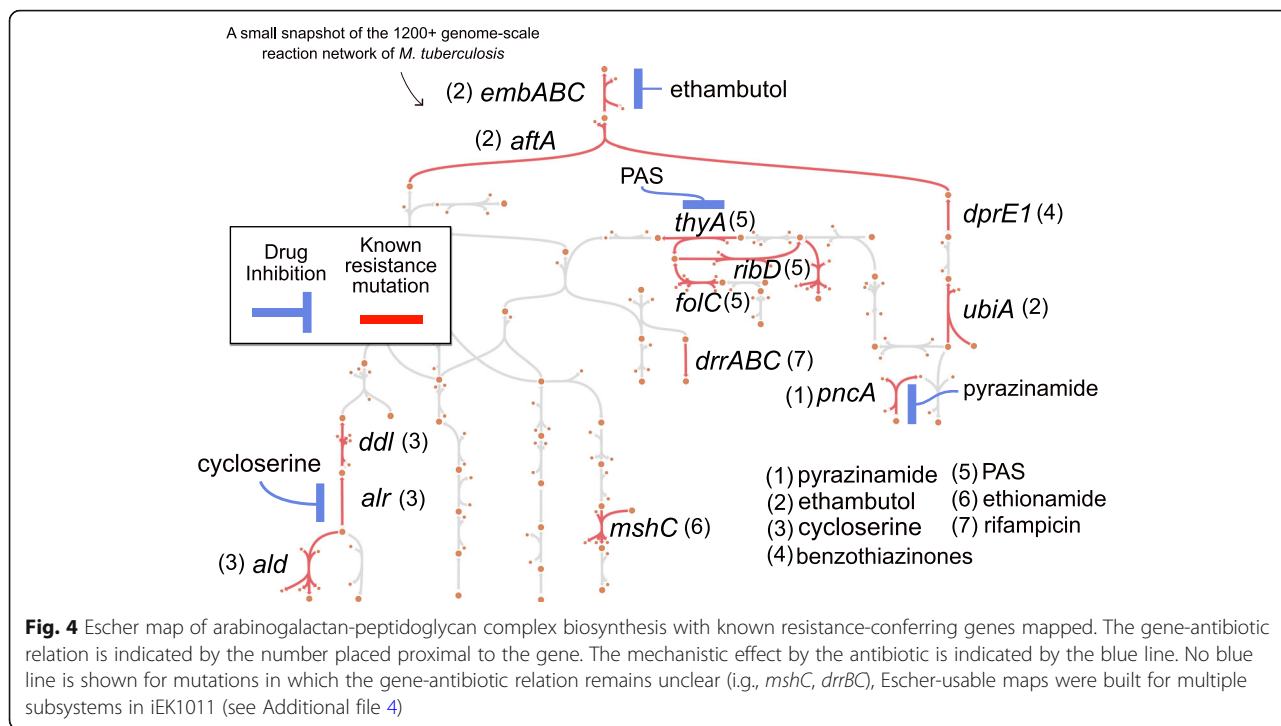 A small snapshot of the 1200+ genome-scale
reaction network of M. tuberculosis
(2) embABC
ethambutol
(2) aftA
PAS
thyA (5)
dprE1 (4)
Drug
Inhibition
Known
resistance
mutation
ribD (5)
folC (5)
ubiA (2)
drrABC (7)
(1) pncA
pyrazinamide
ddl (3)
cycloserine
alr (3)
mshC (6)
(3) ald
(1) pyrazinamide
(2) ethambutol
(3) cycloserine
(4) benzothiazinones
(5) PAS
(6) ethionamide
(7) rifampicin
Fig. 4 Escher map of arabinogalactan-peptidoglycan complex biosynthesis with known resistance-conferring genes mapped. The gene-antibiotic
relation is indicated by the number placed proximal to the gene. The mechanistic effect by the antibiotic is indicated by the blue line. No blue
line is shown for mutations in which the gene-antibiotic relation remains unclear (i.g., mshC, drrBC), Escher-usable maps were built for multiple
subsystems in iEK1011 (see Additional file 4)